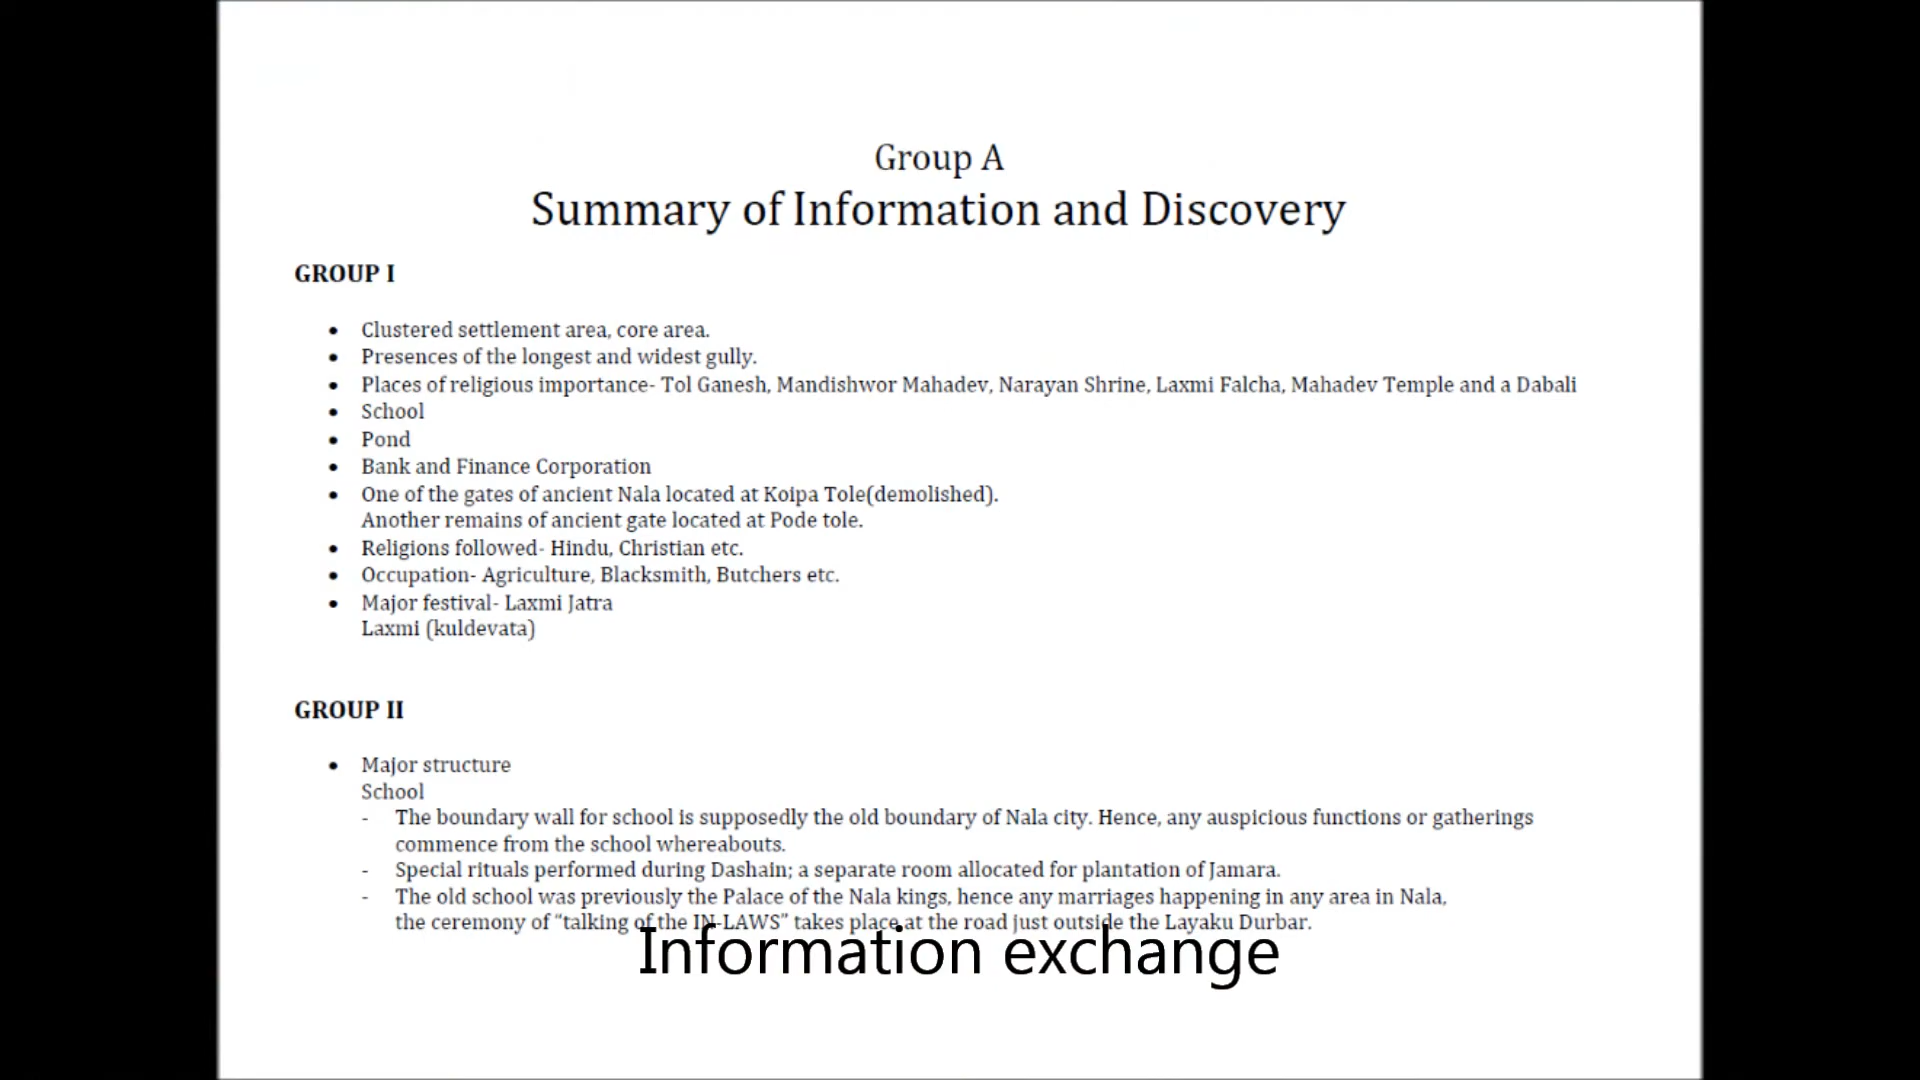 Group A
Summary of Information and Discovery
GROUP I
• Clustered settlement area, core area.
• Presences of the longest and widest gully.
• Places of religious importance- Tol Ganesh, Mandishwor Mahadev, Narayan Shrine, Laxmi Falcha, Mahadev Temple and a Dabali
• School
• Pond
• Bank and Finance Corporation
• One of the gates of ancient Nala located at Koipa Tole(demolished).
Another remains of ancient gate located at Pode tole.
• Religions followed- Hindu, Christian etc.
• Occupation- Agriculture, Blacksmith, Butchers etc.
• Major festival- Laxmi Jatra
Laxmi (kuldevata)
GROUP II
• Major structure
School
- The boundary wall for school is supposedly the old boundary of Nala city. Hence, any auspicious functions or gatherings
commence from the school whereabouts.
- Special rituals performed during Dashain; a separate room allocated for plantation of Jamara.
- The old school was previously the Palace of the Nala kings, hence any marriages happening in any area in Nala,
the ceremony of “talking of the IN-LAWS” takes place at the road just outside the Layaku Durbar.
Information exchange